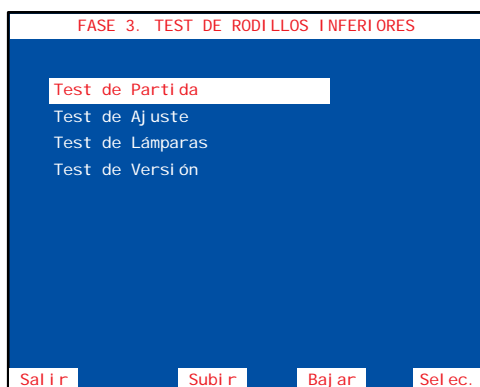 FASE 3. TEST DE RODILLOS INFERIORES
Test de Partida
Test de Ajuste
Test de Lámparas
Test de Versión
Salir Subir Bajar Selec.